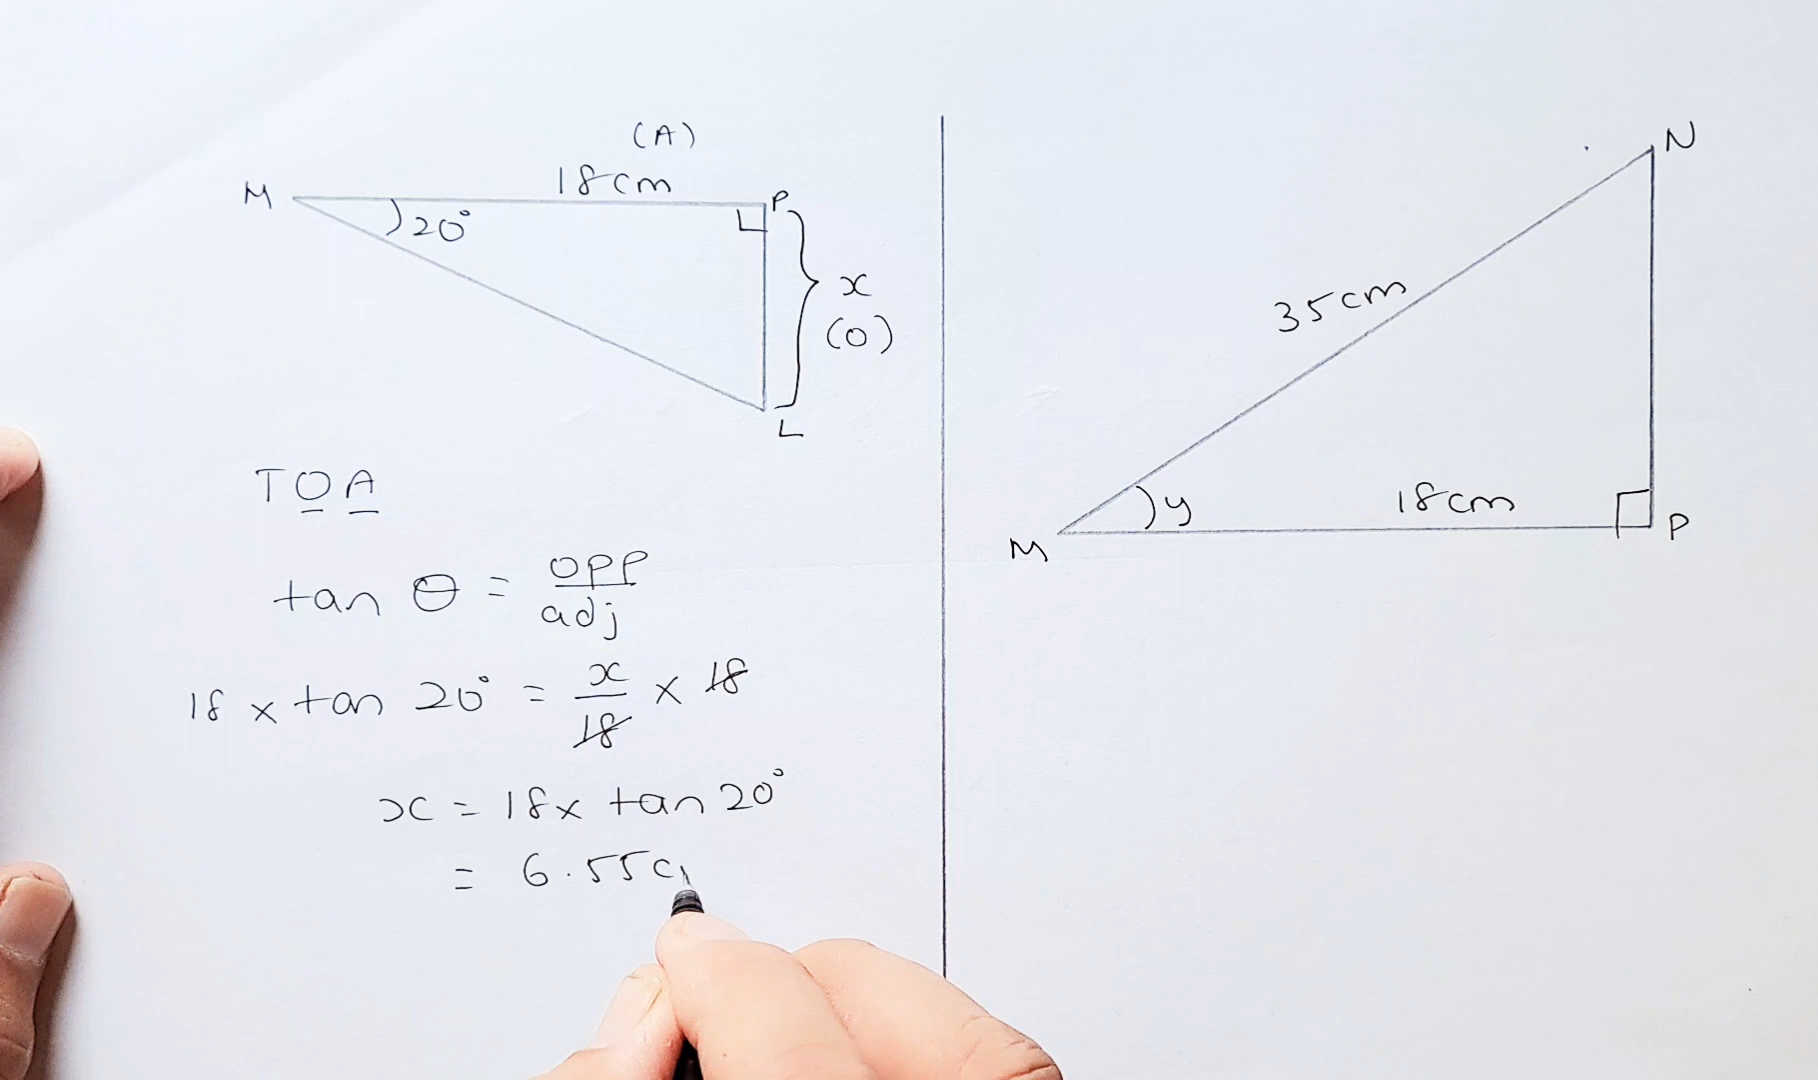 (A)
18cm
M
20°
P
x
(O)
L
TOA
tan θ = opp
adj
18 x tan 20° = x x 18
18
x = 18 x tan 20°
= 6.55c
N
35cm
y
18cm
M
P